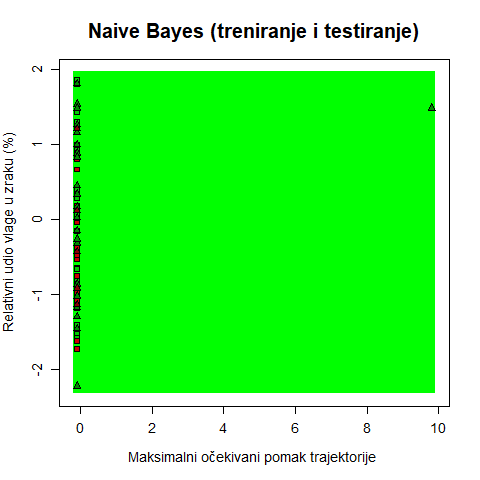 Naive Bayes (treniranje i testiranje)
Relativni udio vlage u zraku (%)
2
1
0
-1
-2
0 2 4 6 8 10
Maksimalni očekivani pomak trajektorije